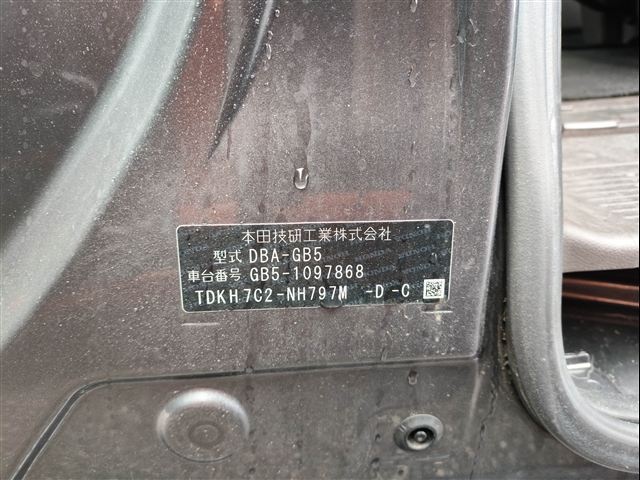 本田技研工業株式会社
型式 DBA-GB5
車台番号 GB5-1097868
TDKH7C2-NH797M -D-C